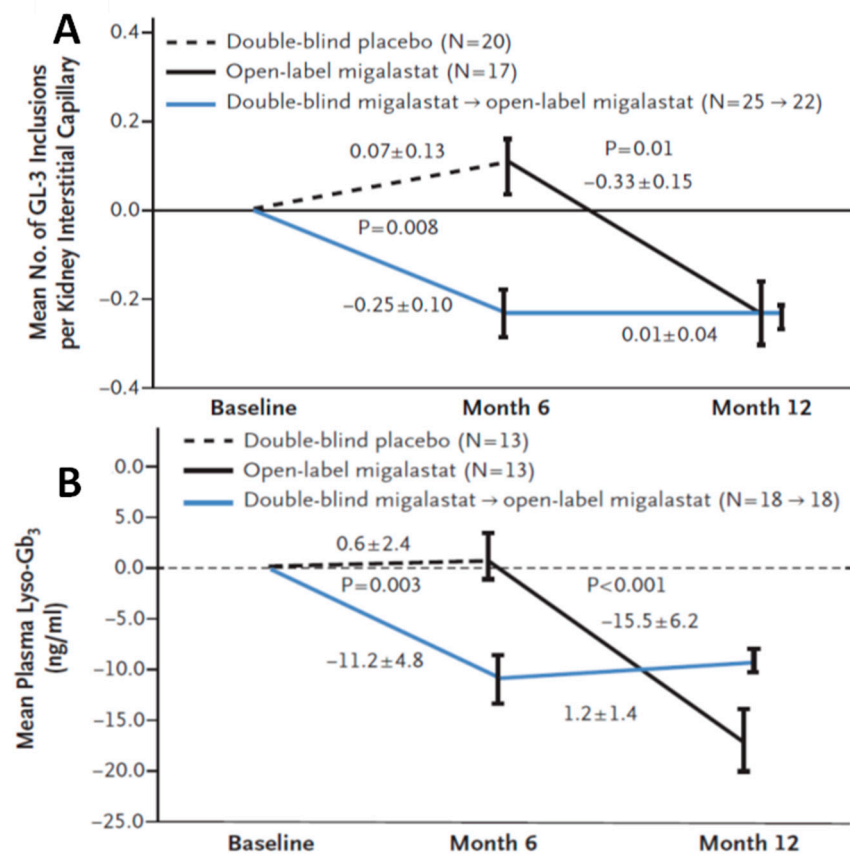 A
0.4
Double-blind placebo (N=20)
Open-label migalastat (N=17)
Double-blind migalastat → open-label migalastat (N=25 → 22)
Mean No. of GL-3 Inclusions
per Kidney Interstitial Capillary
0.2
0.07±0.13
P=0.01
−0.33±0.15
0.0
P=0.008
−0.2
−0.25±0.10
0.01±0.04
−0.4
Baseline Month 6 Month 12
B
Double-blind placebo (N=13)
0.0
Open-label migalastat (N=13)
Double-blind migalastat → open-label migalastat (N=18 → 18)
Mean Plasma Lyso-Gb3
(ng/ml)
5.0
0.6±2.4
0.0
P=0.003
P<0.001
−5.0
−15.5±6.2
−10.0
−11.2±4.8
−15.0
1.2±1.4
−20.0
−25.0
Baseline Month 6 Month 12